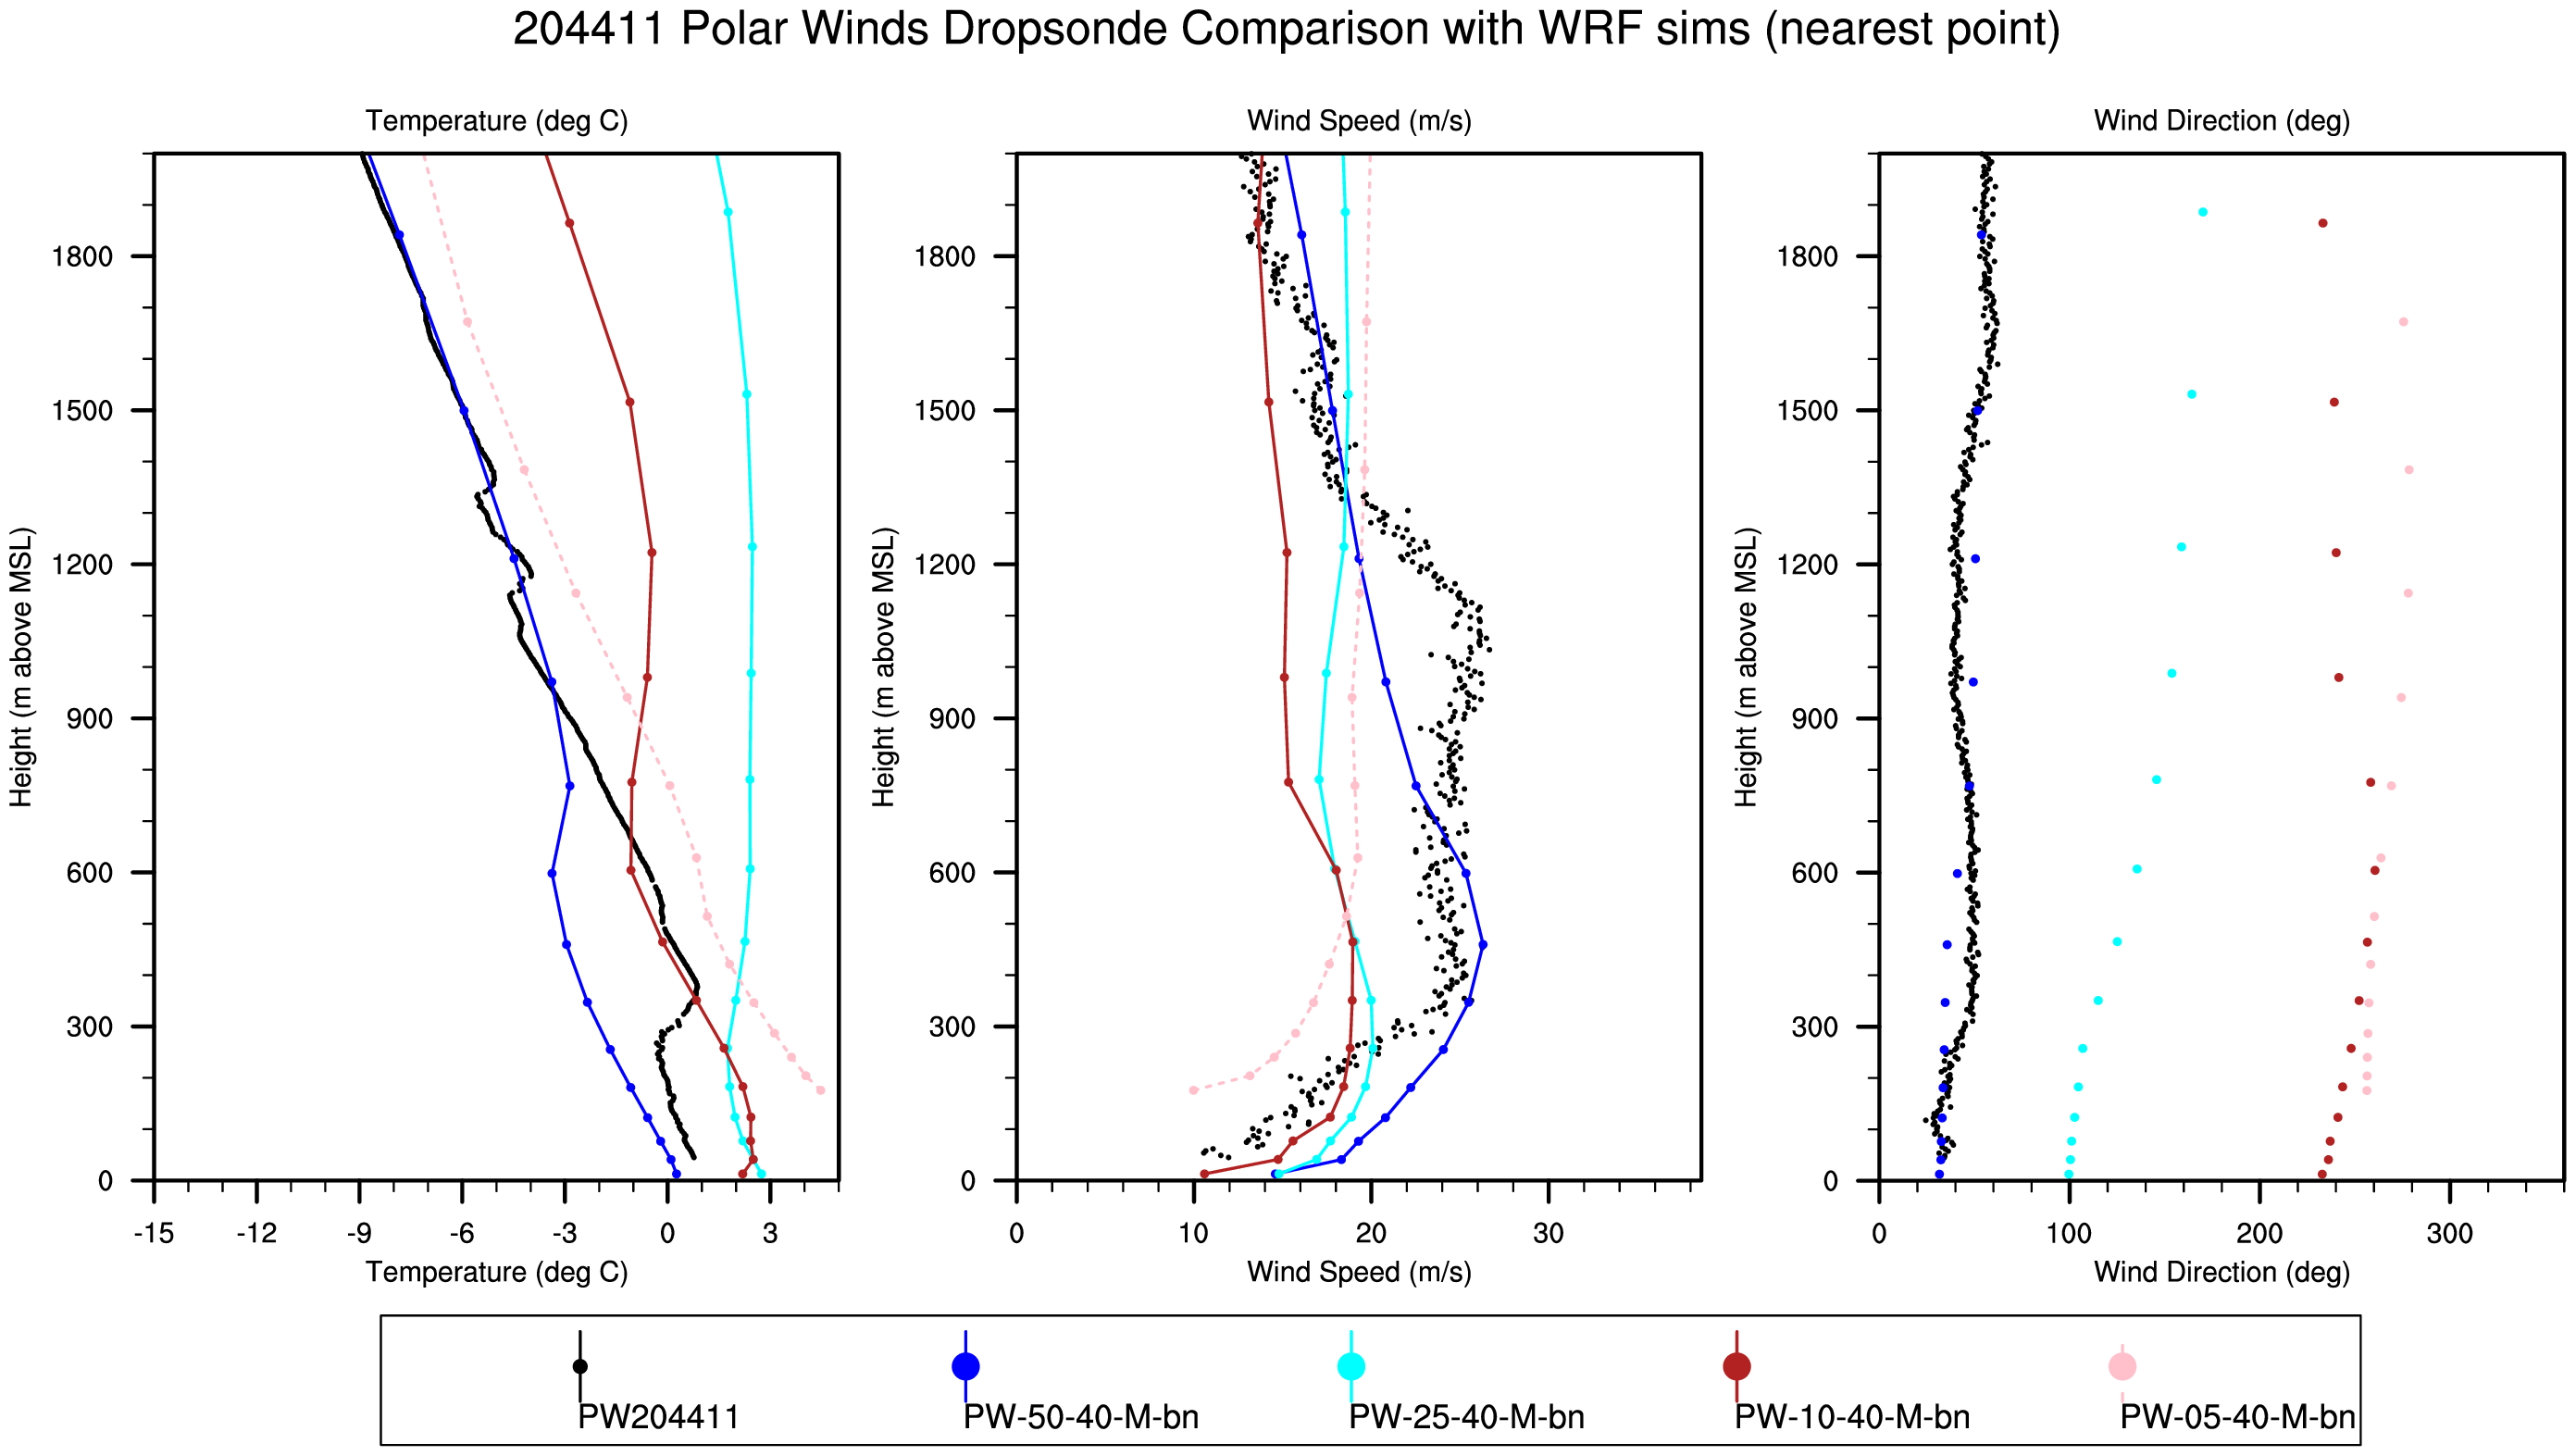 204411 Polar Winds Dropsonde Comparison with WRF sims (nearest point)
Temperature (deg C)
Wind Speed (m/s)
Wind Direction (deg)
Height (m above MSL)
1800
1500
1200
900
600
300
0
-15 -12 -9 -6 -3 0 3
Temperature (deg C)
Height (m above MSL)
1800
1500
1200
900
600
300
0
0 10 20 30
Wind Speed (m/s)
Height (m above MSL)
1800
1500
1200
900
600
300
0
0 100 200 300
Wind Direction (deg)
PW204411
PW-50-40-M-bn
PW-25-40-M-bn
PW-10-40-M-bn
PW-05-40-M-bn